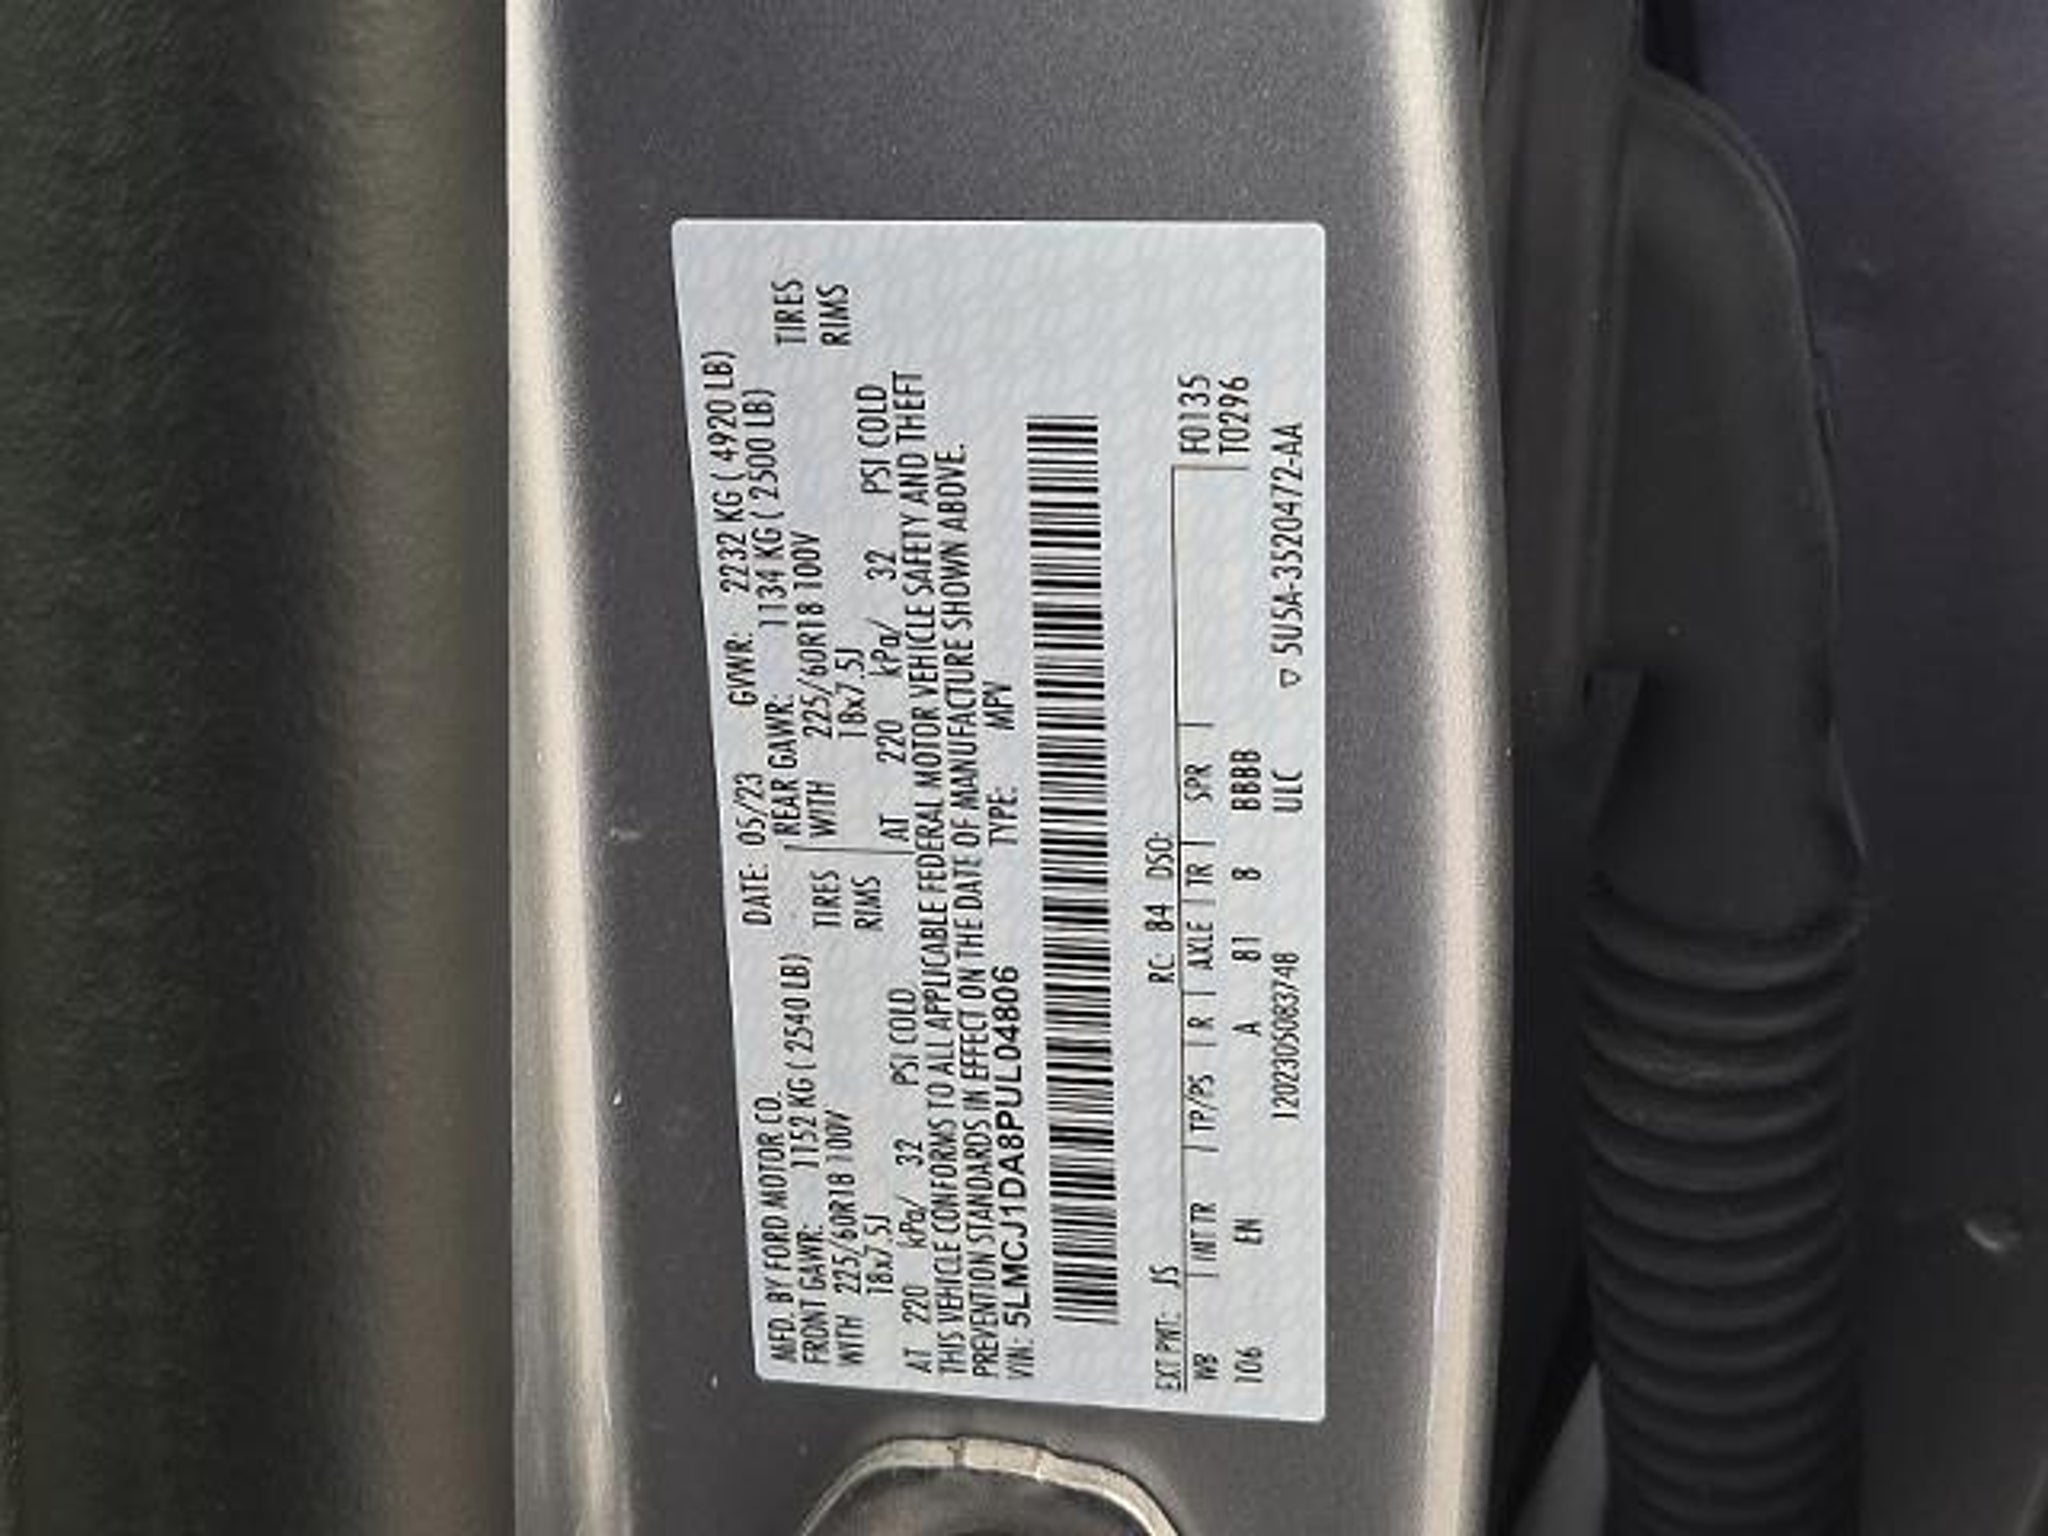 MFD. BY FORD MOTOR CO. DATE: 05/23 GVWR: 2232 KG ( 4920 LB)
FRONT GAWR: 1152 KG ( 2540 LB) REAR GAWR: 1134 KG ( 2500 LB)
WITH 225/60R18 100V TIRES WITH 225/60R18 100V TIRES
18x7.5J RIMS 18x7.5J RIMS
AT 220 kPa/ 32 PSI COLD AT 220 kPa/ 32 PSI COLD
THIS VEHICLE CONFORMS TO ALL APPLICABLE FEDERAL MOTOR VEHICLE SAFETY AND THEFT
PREVENTION STANDARDS IN EFFECT ON THE DATE OF MANUFACTURE SHOWN ABOVE.
VIN: 5LMCJ1DA8PUL04806 TYPE: MPV
EXT PNT: JS RC: 84 DSO: F0135
WB INT TR TP/PS R AXLE TR SPR T0296
106 EN A 81 8 BBBB
1202305083748 ULC ▽ 5U5A-3520472-AA